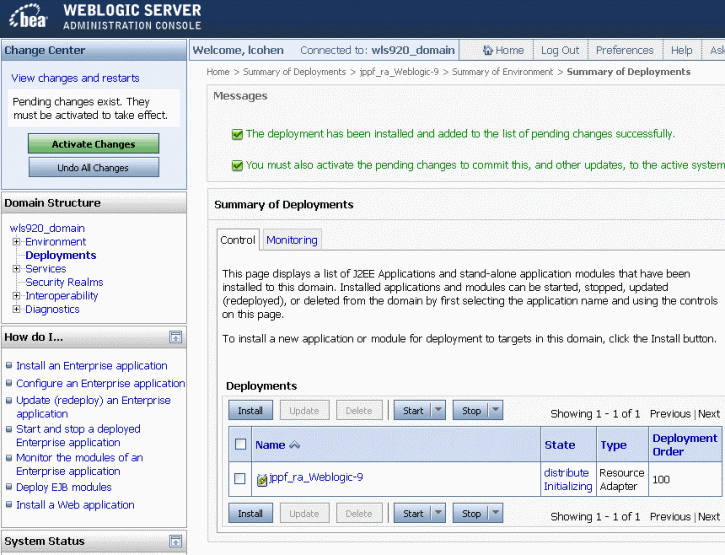 bea
WEBLOGIC SERVER
ADMINISTRATION CONSOLE
Change Center
View changes and restarts
Pending changes exist. They
must be activated to take effect.
Activate Changes
Undo All Changes
Domain Structure
wls920_domain
Environment
Deployments
Services
Security Realms
Interoperability
Diagnostics
How do I...
Install an Enterprise application
Configure an Enterprise application
Update (redeploy) an Enterprise
application
Start and stop a deployed
Enterprise application
Monitor the modules of an
Enterprise application
Deploy EJB modules
Install a Web application
System Status
Welcome, lcohen Connected to: wls920_domain Home Log Out Preferences Help As
Home > Summary of Deployments > jppf_ra_Weblogic-9 > Summary of Environment > Summary of Deployments
Messages
The deployment has been installed and added to the list of pending changes successfully.
You must also activate the pending changes to commit this, and other updates, to the active system
Summary of Deployments
Control Monitoring
This page displays a list of J2EE Applications and stand-alone application modules that have been
installed to this domain. Installed applications and modules can be started, stopped, updated
(redeployed), or deleted from the domain by first selecting the application name and using the controls
on this page.
To install a new application or module for deployment to targets in this domain, click the Install button.
Deployments
Install Update Delete Start Stop Showing 1 - 1 of 1 Previous | Next
Name State Type Deployment
Order
jppf_ra_Weblogic-9 distribute
Initializing Resource
Adapter 100
Install Update Delete Start Stop Showing 1 - 1 of 1 Previous | Next